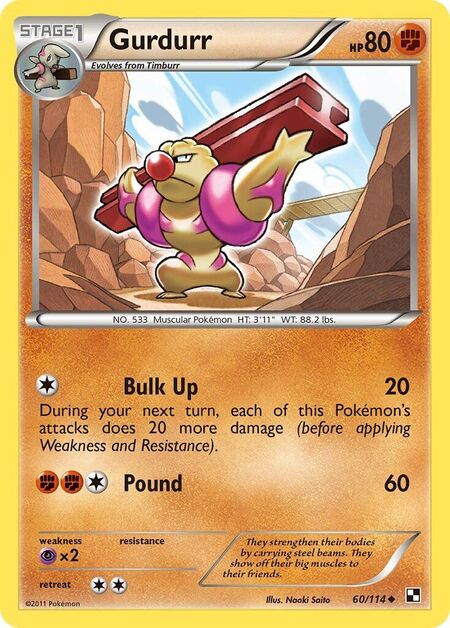 STAGE1
Gurdurr
HP80
Evolves from Timburr
NO. 533 Muscular Pokémon HT: 3'11" WT: 88.2 lbs.
Bulk Up 20
During your next turn, each of this Pokémon's
attacks does 20 more damage (before applying
Weakness and Resistance).
Pound 60
weakness resistance
×2
retreat
They strengthen their bodies
by carrying steel beams. They
show off their big muscles to
their friends.
©2011 Pokémon
Illus. Naoki Saito
60/114